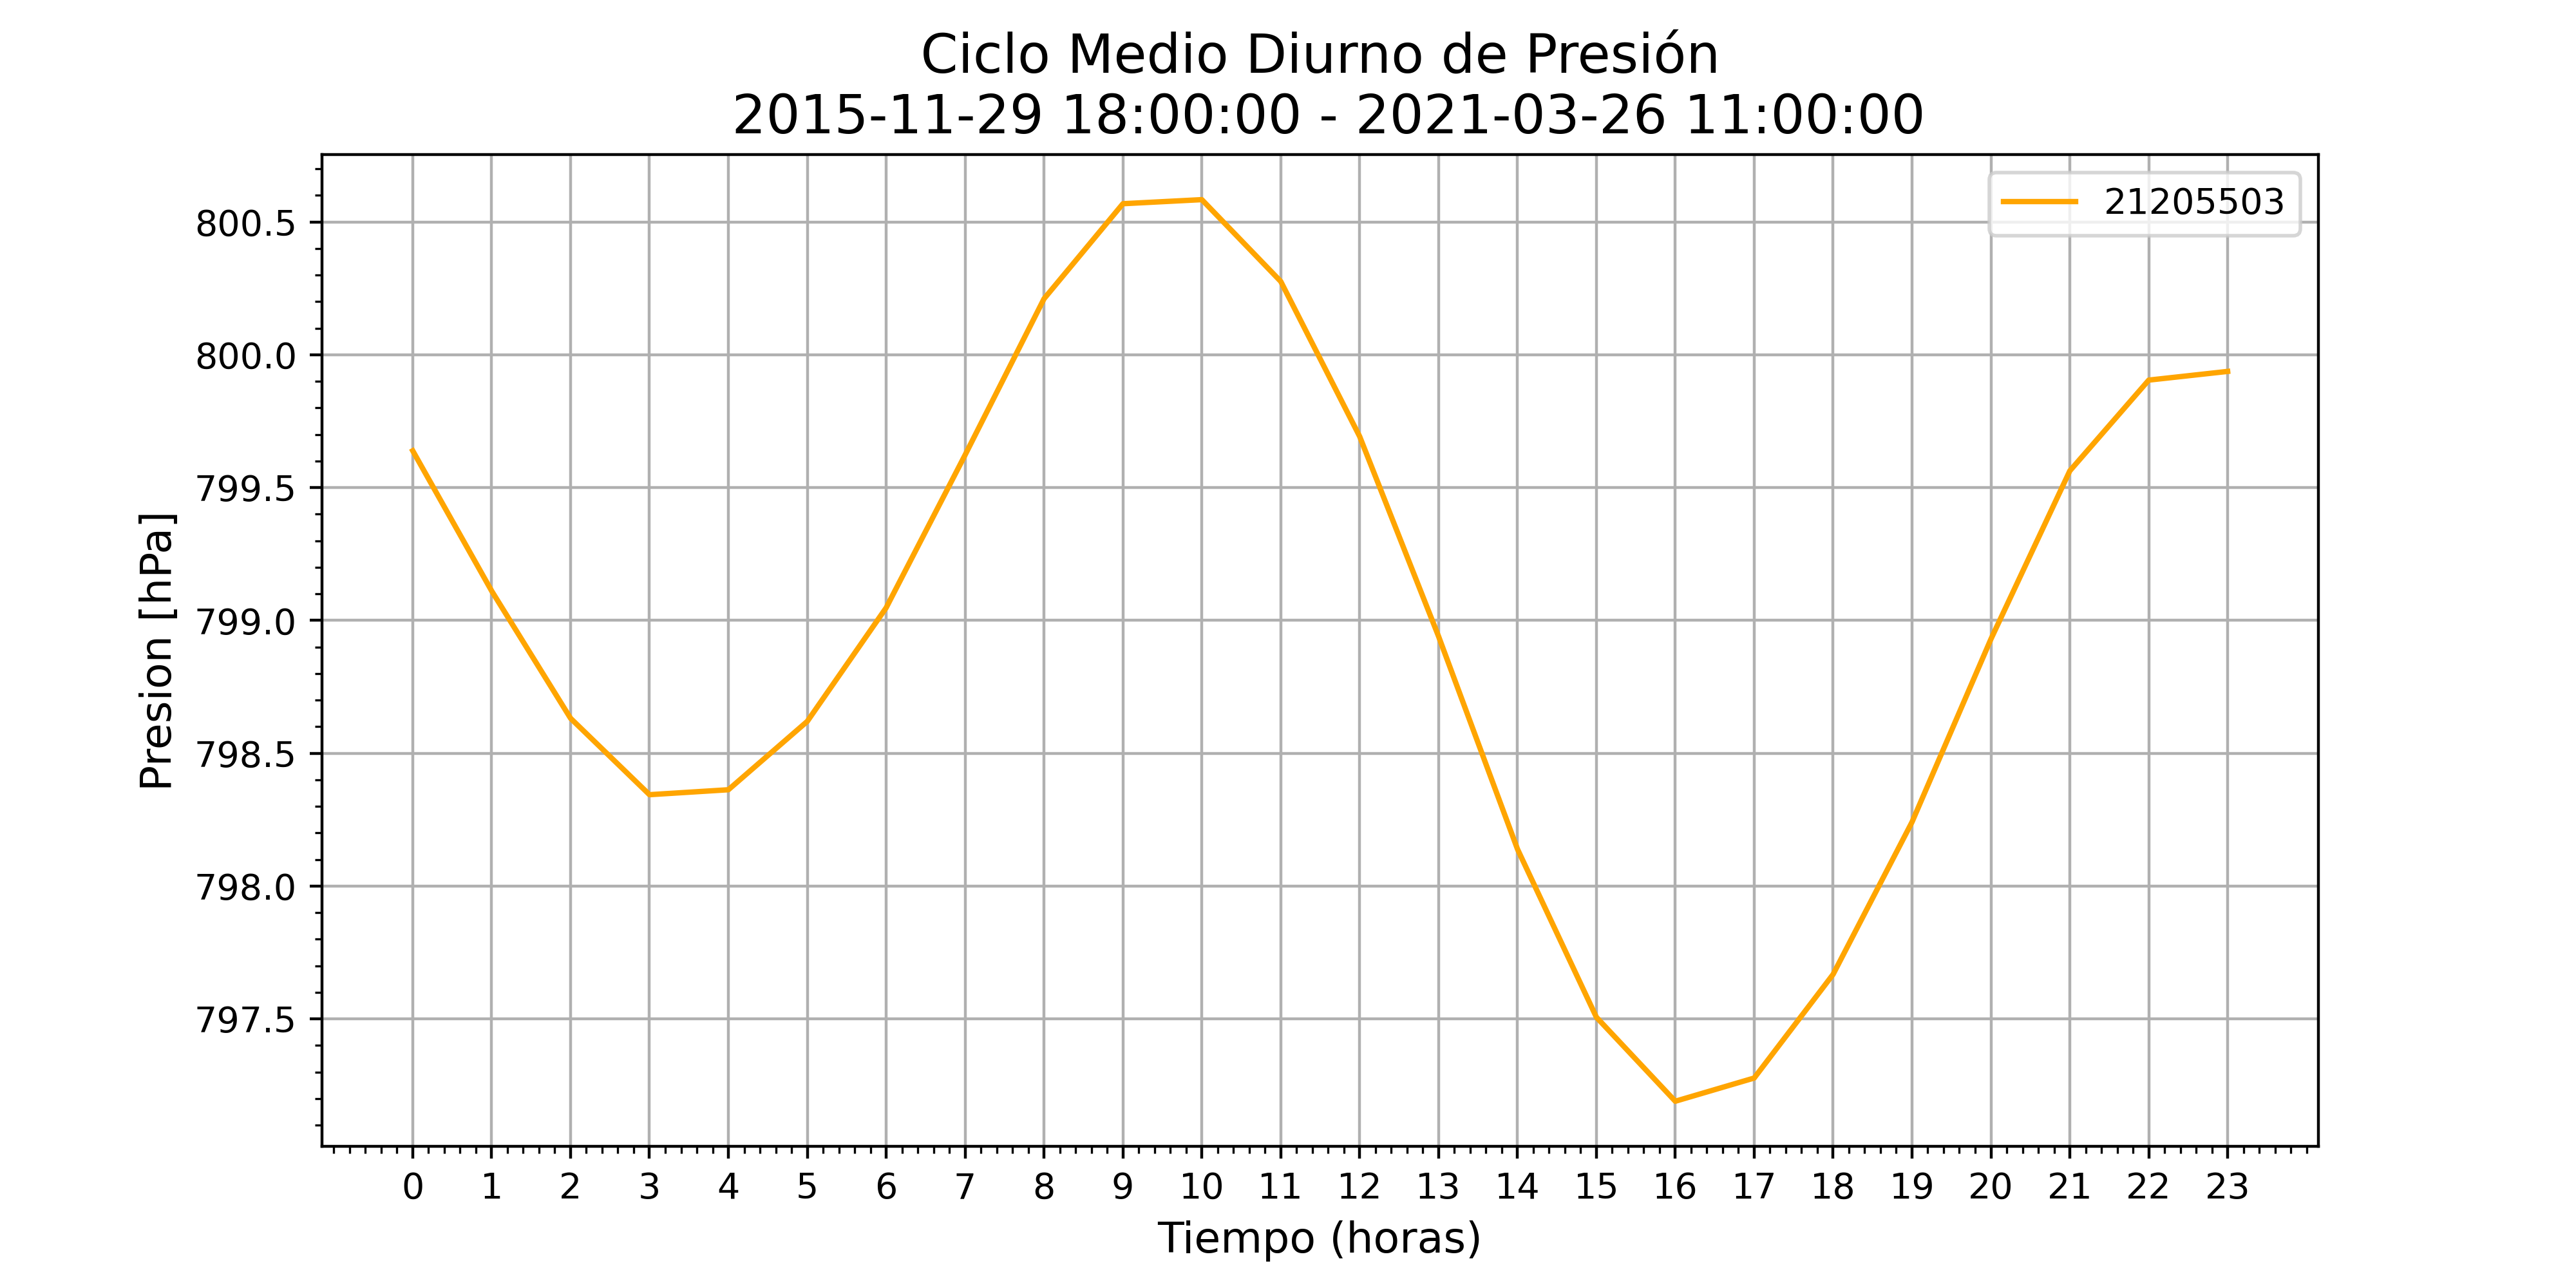 Ciclo Medio Diurno de Presión
2015-11-29 18:00:00 - 2021-03-26 11:00:00
21205503
Presion [hPa]
800.5
800.0
799.5
799.0
798.5
798.0
797.5
0 1 2 3 4 5 6 7 8 9 10 11 12 13 14 15 16 17 18 19 20 21 22 23
Tiempo (horas)